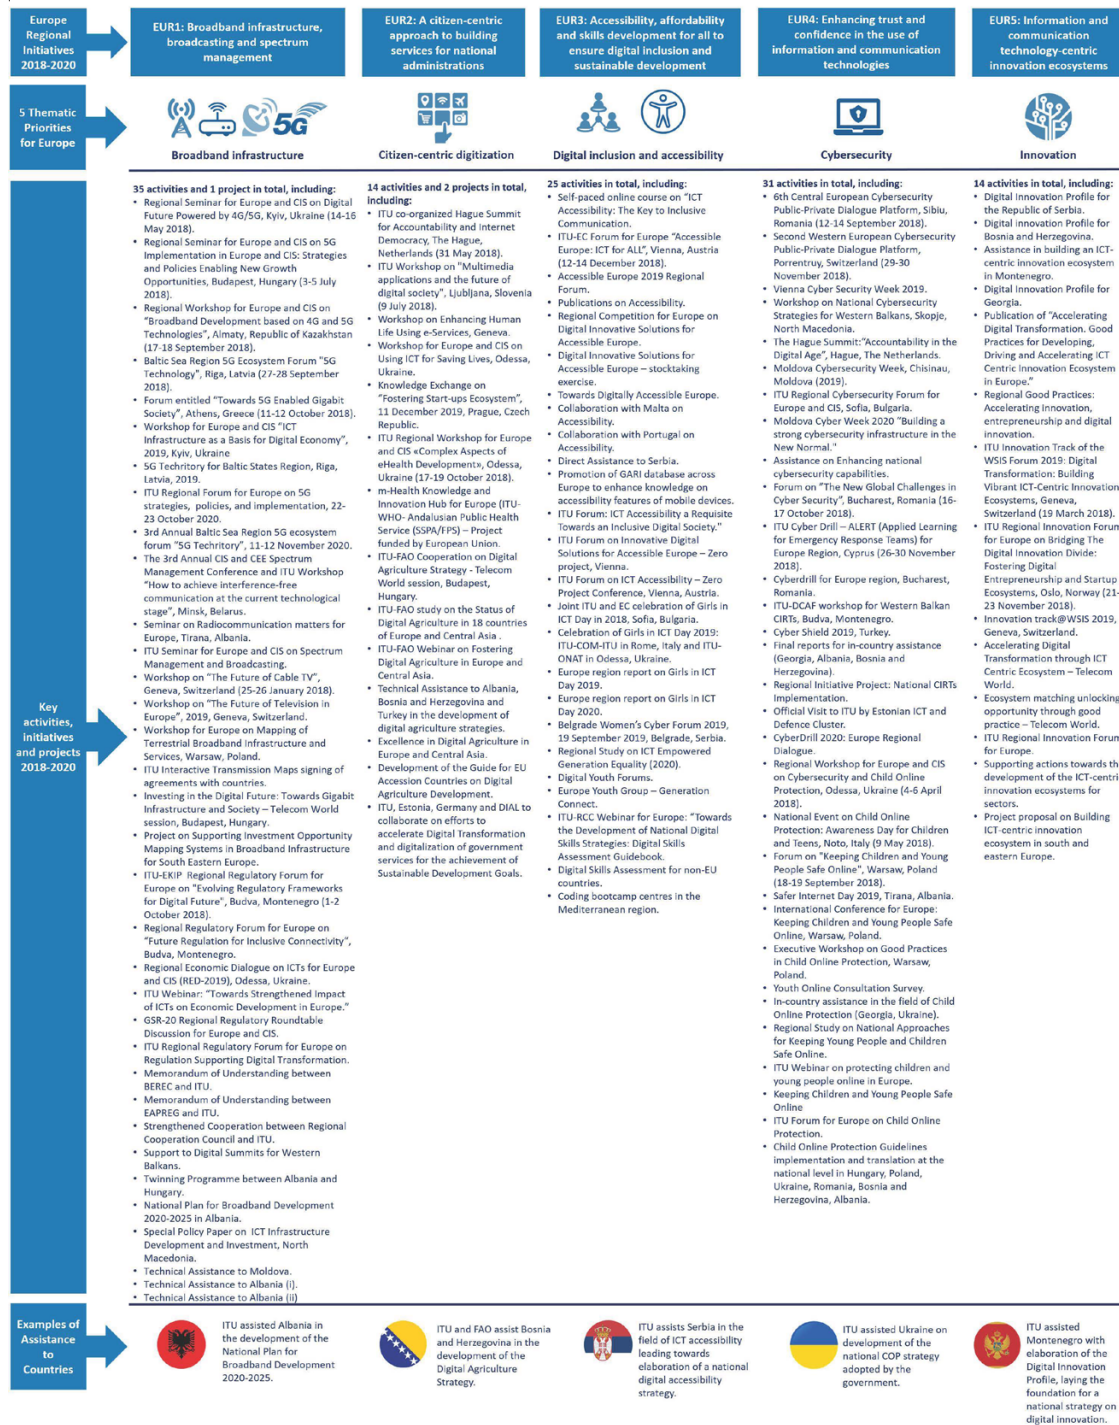 Europe
Regional
Initiatives
2018-2020
EUR1: Broadband infrastructure,
broadcasting and spectrum
management
EUR2: A citizen-centric
approach to building
services for national
administrations
EUR3: Accessibility, affordability
and skills development for all to
ensure digital inclusion and
sustainable development
EUR4: Enhancing trust and
confidence in the use of
information and communication
technologies
EUR5: Information and
communication
technology-centric
innovation ecosystems
5 Thematic
Priorities
for Europe
5G
Broadband infrastructure
Citizen-centric digitization
Digital inclusion and accessibility
Cybersecurity
Innovation
Key
activities,
initiatives
and projects
2018-2020
35 activities and 1 project in total, including:
• Regional Seminar for Europe and CIS on Digital
Future Powered by 4G/5G, Kyiv, Ukraine (14-16
May 2018).
• Regional Seminar for Europe and CIS on 5G
Implementation in Europe and CIS: Strategies
and Policies Enabling New Growth
Opportunities, Budapest, Hungary (3-5 July
2018).
• Regional Workshop for Europe and CIS on
"Broadband Development based on 4G and 5G
Technologies", Almaty, Republic of Kazakhstan
(17-18 September 2018).
• Baltic Sea Region 5G Ecosystem Forum "5G
Technology", Riga, Latvia (27-28 September
2018).
• Forum entitled "Towards 5G Enabled Gigabit
Society", Athens, Greece (11-12 October 2018).
• Workshop for Europe and CIS "ICT
Infrastructure as a Basis for Digital Economy",
2019, Kyiv, Ukraine
• 5G Techritory for Baltic States Region, Riga,
Latvia, 2019.
• ITU Regional Forum for Europe on 5G
strategies, policies, and implementation, 22-
23 October 2020.
• 3rd Annual Baltic Sea Region 5G ecosystem
forum "5G Techritory", 11-12 November 2020.
• The 3rd Annual CIS and CEE Spectrum
Management Conference and ITU Workshop
"How to achieve interference-free
communication at the current technological
stage", Minsk, Belarus.
• Seminar on Radiocommunication matters for
Europe, Tirana, Albania.
• ITU Seminar for Europe and CIS on Spectrum
Management and Broadcasting.
• Workshop on "The Future of Cable TV",
Geneva, Switzerland (25-26 January 2018).
• Workshop on "The Future of Television in
Europe", 2019, Geneva, Switzerland.
• Workshop for Europe on Mapping of
Terrestrial Broadband Infrastructure and
Services, Warsaw, Poland.
• ITU Interactive Transmission Maps signing of
agreements with countries.
• Investing in the Digital Future: Towards Gigabit
Infrastructure and Society – Telecom World
session, Budapest, Hungary.
• Project on Supporting Investment Opportunity
Mapping Systems in Broadband Infrastructure
for South Eastern Europe.
• ITU-EKIP Regional Regulatory Forum for
Europe on "Evolving Regulatory Frameworks
for Digital Future", Budva, Montenegro (1-2
October 2018).
• Regional Regulatory Forum for Europe on
"Future Regulation for Inclusive Connectivity",
Budva, Montenegro.
• Regional Economic Dialogue on ICTs for Europe
and CIS (RED-2019), Odessa, Ukraine.
• ITU Webinar: "Towards Strengthened Impact
of ICTs on Economic Development in Europe."
• GSR-20 Regional Regulatory Roundtable
Discussion for Europe and CIS.
• ITU Regional Regulatory Forum for Europe on
Regulation Supporting Digital Transformation.
• Memorandum of Understanding between
BEREC and ITU.
• Memorandum of Understanding between
EAPREG and ITU.
• Strengthened Cooperation between Regional
Cooperation Council and ITU.
• Support to Digital Summits for Western
Balkans.
• Twinning Programme between Albania and
Hungary.
• National Plan for Broadband Development
2020-2025 in Albania.
• Special Policy Paper on ICT Infrastructure
Development and Investment, North
Macedonia.
• Technical Assistance to Moldova.
• Technical Assistance to Albania (i).
• Technical Assistance to Albania (ii)
14 activities and 2 projects in total,
including:
• ITU co-organized Hague Summit
for Accountability and Internet
Democracy, The Hague,
Netherlands (31 May 2018).
• ITU Workshop on "Multimedia
applications and the future of
digital society", Ljubljana, Slovenia
(9 July 2018).
• Workshop on Enhancing Human
Life Using e-Services, Geneva.
• Workshop for Europe and CIS on
Using ICT for Saving Lives, Odessa,
Ukraine.
• Knowledge Exchange on
"Fostering Start-ups Ecosystem",
11 December 2019, Prague, Czech
Republic.
• ITU Regional Workshop for Europe
and CIS «Complex Aspects of
eHealth Development», Odessa,
Ukraine (17-19 October 2018).
• m-Health Knowledge and
Innovation Hub for Europe (ITU-
WHO- Andalusian Public Health
Service (SSPA/FPS) – Project
funded by European Union.
• ITU-FAO Cooperation on Digital
Agriculture Strategy - Telecom
World session, Budapest,
Hungary.
• ITU-FAO study on the Status of
Digital Agriculture in 18 countries
of Europe and Central Asia .
• ITU-FAO Webinar on Fostering
Digital Agriculture in Europe and
Central Asia.
• Technical Assistance to Albania,
Bosnia and Herzegovina and
Turkey in the development of
digital agriculture strategies.
• Excellence in Digital Agriculture in
Europe and Central Asia.
• Development of the Guide for EU
Accession Countries on Digital
Agriculture Development.
• ITU, Estonia, Germany and DIAL to
collaborate on efforts to
accelerate Digital Transformation
and digitalization of government
services for the achievement of
Sustainable Development Goals.
25 activities in total, including:
• Self-paced online course on "ICT
Accessibility: The Key to Inclusive
Communication.
• ITU-EC Forum for Europe "Accessible
Europe: ICT for ALL", Vienna, Austria
(12-14 December 2018).
• Accessible Europe 2019 Regional
Forum.
• Publications on Accessibility.
• Regional Competition for Europe on
Digital Innovative Solutions for
Accessible Europe.
• Digital Innovative Solutions for
Accessible Europe – stocktaking
exercise.
• Towards Digitally Accessible Europe.
• Collaboration with Malta on
Accessibility.
• Collaboration with Portugal on
Accessibility.
• Direct Assistance to Serbia.
• Promotion of GARI database across
Europe to enhance knowledge on
accessibility features of mobile devices.
• ITU Forum: ICT Accessibility a Requisite
Towards an Inclusive Digital Society."
• ITU Forum on Innovative Digital
Solutions for Accessible Europe – Zero
project, Vienna.
• ITU Forum on ICT Accessibility – Zero
Project Conference, Vienna, Austria.
• Joint ITU and EC celebration of Girls in
ICT Day in 2018, Sofia, Bulgaria.
• Celebration of Girls in ICT Day 2019:
ITU-COM-ITU in Rome, Italy and ITU-
ONAT in Odessa, Ukraine.
• Europe region report on Girls in ICT
Day 2019.
• Europe region report on Girls in ICT
Day 2020.
• Belgrade Women's Cyber Forum 2019,
19 September 2019, Belgrade, Serbia.
• Regional Study on ICT Empowered
Generation Equality (2020).
• Digital Youth Forums.
• Europe Youth Group – Generation
Connect.
• ITU-RCC Webinar for Europe: "Towards
the Development of National Digital
Skills Strategies: Digital Skills
Assessment Guidebook.
• Digital Skills Assessment for non-EU
countries.
• Coding bootcamp centres in the
Mediterranean region.
31 activities in total, including:
• 6th Central European Cybersecurity
Public-Private Dialogue Platform, Sibiu,
Romania (12-14 September 2018).
• Second Western European Cybersecurity
Public-Private Dialogue Platform,
Porrentruy, Switzerland (29-30
November 2018).
• Vienna Cyber Security Week 2019.
• Workshop on National Cybersecurity
Strategies for Western Balkans, Skopje,
North Macedonia.
• The Hague Summit:"Accountability in the
Digital Age", Hague, The Netherlands.
• Moldova Cybersecurity Week, Chisinau,
Moldova (2019).
• ITU Regional Cybersecurity Forum for
Europe and CIS, Sofia, Bulgaria.
• Moldova Cyber Week 2020 "Building a
strong cybersecurity infrastructure in the
New Normal."
• Assistance on Enhancing national
cybersecurity capabilities.
• Forum on "The New Global Challenges in
Cyber Security", Bucharest, Romania (16-
17 October 2018).
• ITU Cyber Drill – ALERT (Applied Learning
for Emergency Response Teams) for
Europe Region, Cyprus (26-30 November
2018).
• Cyberdrill for Europe region, Bucharest,
Romania.
• ITU-DCAF workshop for Western Balkan
CIRTs, Budva, Montenegro.
• Cyber Shield 2019, Turkey.
• Final reports for in-country assistance
(Georgia, Albania, Bosnia and
Herzegovina).
• Regional Initiative Project: National CIRTs
Implementation.
• Official Visit to ITU by Estonian ICT and
Defence Cluster.
• CyberDrill 2020: Europe Regional
Dialogue.
• Regional Workshop for Europe and CIS
on Cybersecurity and Child Online
Protection, Odessa, Ukraine (4-6 April
2018).
• National Event on Child Online
Protection: Awareness Day for Children
and Teens, Noto, Italy (9 May 2018).
• Forum on "Keeping Children and Young
People Safe Online", Warsaw, Poland
(18-19 September 2018).
• Safer Internet Day 2019, Tirana, Albania.
• International Conference for Europe:
Keeping Children and Young People Safe
Online, Warsaw, Poland.
• Executive Workshop on Good Practices
in Child Online Protection, Warsaw,
Poland.
• Youth Online Consultation Survey.
• In-country assistance in the field of Child
Online Protection (Georgia, Ukraine).
• Regional Study on National Approaches
for Keeping Young People and Children
Safe Online.
• ITU Webinar on protecting children and
young people online in Europe.
• Keeping Children and Young People Safe
Online
• ITU Forum for Europe on Child Online
Protection.
• Child Online Protection Guidelines
implementation and translation at the
national level in Hungary, Poland,
Ukraine, Romania, Bosnia and
Herzegovina, Albania.
14 activities in total, including:
• Digital Innovation Profile for
the Republic of Serbia.
• Digital innovation Profile for
Bosnia and Herzegovina.
• Assistance in building an ICT-
centric innovation ecosystem
in Montenegro.
• Digital Innovation Profile for
Georgia.
• Publication of "Accelerating
Digital Transformation. Good
Practices for Developing,
Driving and Accelerating ICT
Centric Innovation Ecosystem
in Europe."
• Regional Good Practices:
Accelerating Innovation,
entrepreneurship and digital
innovation.
• ITU Innovation Track of the
WSIS Forum 2019: Digital
Transformation: Building
Vibrant ICT-Centric Innovation
Ecosystems, Geneva,
Switzerland (19 March 2018).
• ITU Regional Innovation Forum
for Europe on Bridging The
Digital Innovation Divide:
Fostering Digital
Entrepreneurship and Startup
Ecosystems, Oslo, Norway (21-
23 November 2018).
• Innovation track@WSIS 2019,
Geneva, Switzerland.
• Accelerating Digital
Transformation through ICT
Centric Ecosystem – Telecom
World.
• Ecosystem matching unlocking
opportunity through good
practice – Telecom World.
• ITU Regional Innovation Forum
for Europe.
• Supporting actions towards th
development of the ICT-centri
innovation ecosystems for
sectors.
• Project proposal on Building
ICT-centric innovation
ecosystem in south and
eastern Europe.
Examples of
Assistance
to
Countries
ITU assisted Albania in
the development of the
National Plan for
Broadband Development
2020-2025.
ITU and FAO assist Bosnia
and Herzegovina in the
development of the
Digital Agriculture
Strategy.
ITU assists Serbia in the
field of ICT accessibility
leading towards
elaboration of a national
digital accessibility
strategy.
ITU assisted Ukraine on
development of the
national COP strategy
adopted by the
government.
ITU assisted
Montenegro with
elaboration of the
Digital Innovation
Profile, laying the
foundation for a
national strategy on
digital innovation.